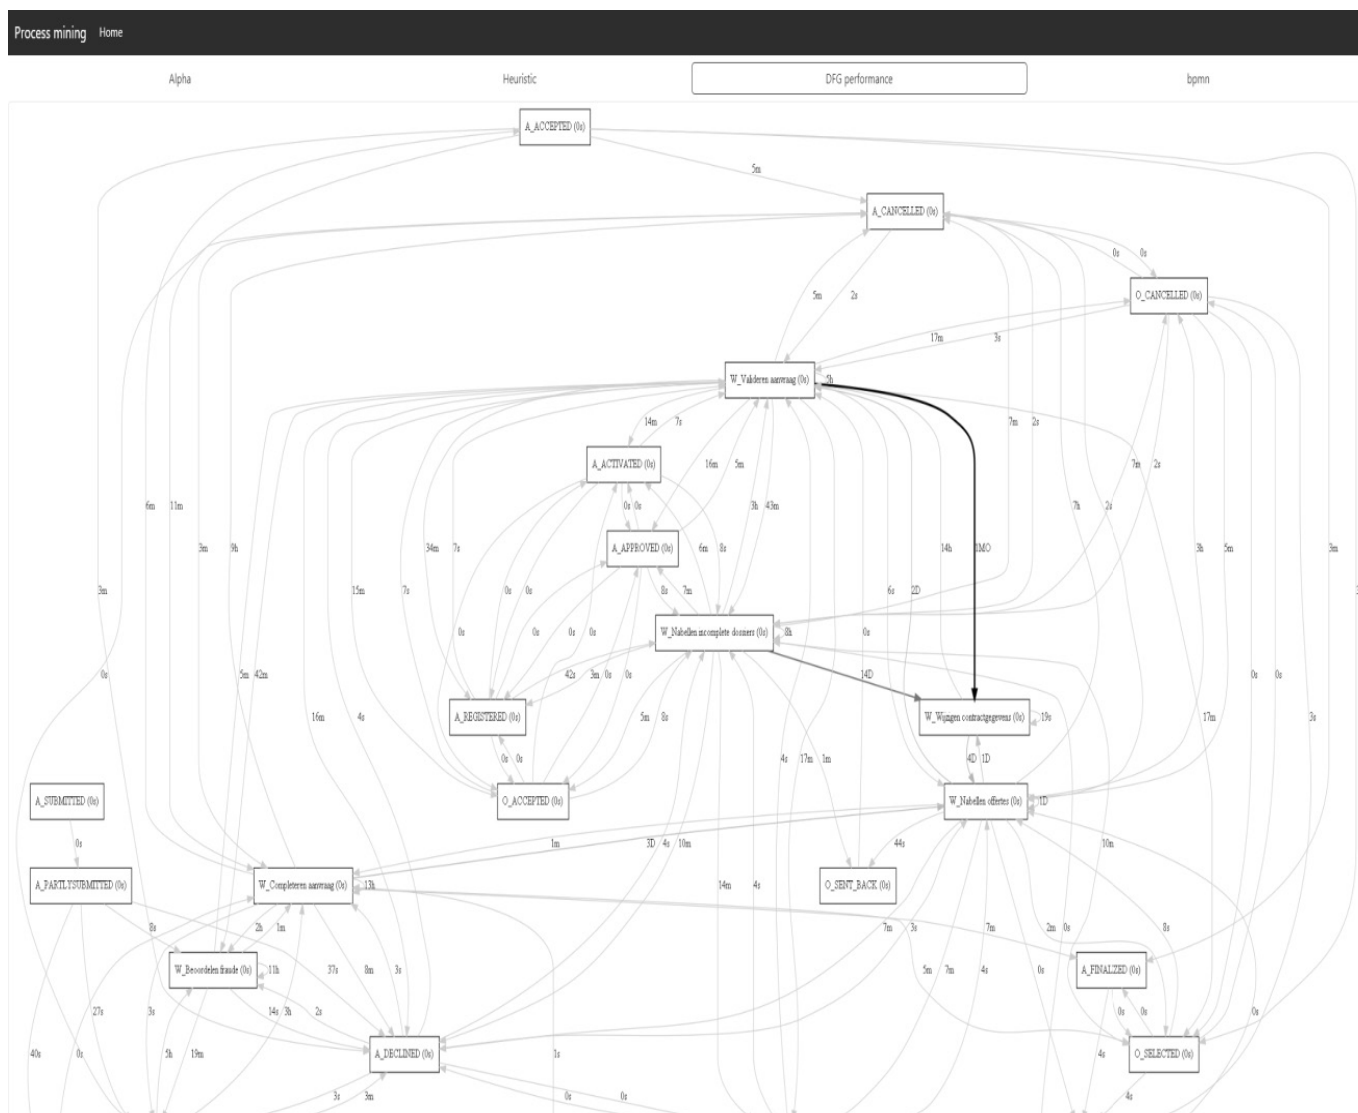 Process mining Home
Alpha Heuristic DFG performance bpmn
A_ACCEPTED (0s)
5m
A_CANCELLED (0s)
0s 0s
O_CANCELLED (0s)
5m 2s
17m 3s
W_Valideren aanvraag (0s) 5h
14m 7s 7m 2s
A_ACTIVATED (0s) 16m 5m 7m 2s
6m 11m 0s 0s 3h 43m 7h 2s
3m 9h 34m 7s A_APPROVED (0s) 6m 8s 14h 1MO 3h 5m 3m
3m 15m 7s 0s 0s 8s 7m 6s 2D
0s 0s 0s 0s W_Nabellen incomplete dossiers (0s) 8h 0s
0s 5m 42m 42s 3m 0s 0s 14D 0s 0s
16m 4s A_REGISTERED (0s) 5m 8s W_Wijzigen contractgegevens (0s) 19s 17m 3s
0s 0s 4s 17m 1m 4D 1D
A_SUBMITTED (0s) O_ACCEPTED (0s) W_Nabellen offertes (0s) 1D
0s 1m 3D 4s 10m 44s 10m
A_PARTLYSUBMITTED (0s) W_Completeren aanvraag (0s) 13h 14m 4s O_SENT_BACK (0s)
8s 2h 1m 7m 3s 7m 2m 0s 8s
W_Beoordelen fraude (0s) 11h 37s 8m 3s 5m 7m 4s 0s A_FINALIZED (0s)
27s 3s 14s 3h 2s 0s 0s 0s
40s 0s 5h 19m A_DECLINED (0s) 1s 4s O_SELECTED (0s)
3s 3m 0s 0s 4s